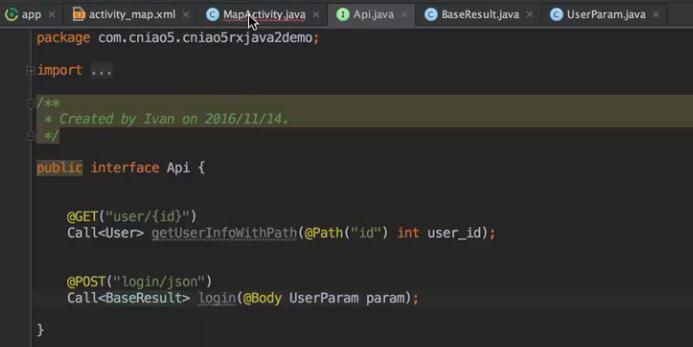 app activity_map.xml MapActivity.java Api.java BaseResult.java UserParam.java
package com.cniao5.cniao5rxjava2demo;
import ...
/**
* Created by Ivan on 2016/11/14.
*/
public interface Api {
@GET("user/{id}")
Call<User> getUserInfoWithPath(@Path("id") int user_id);
@POST("login/json")
Call<BaseResult> login(@Body UserParam param);
}